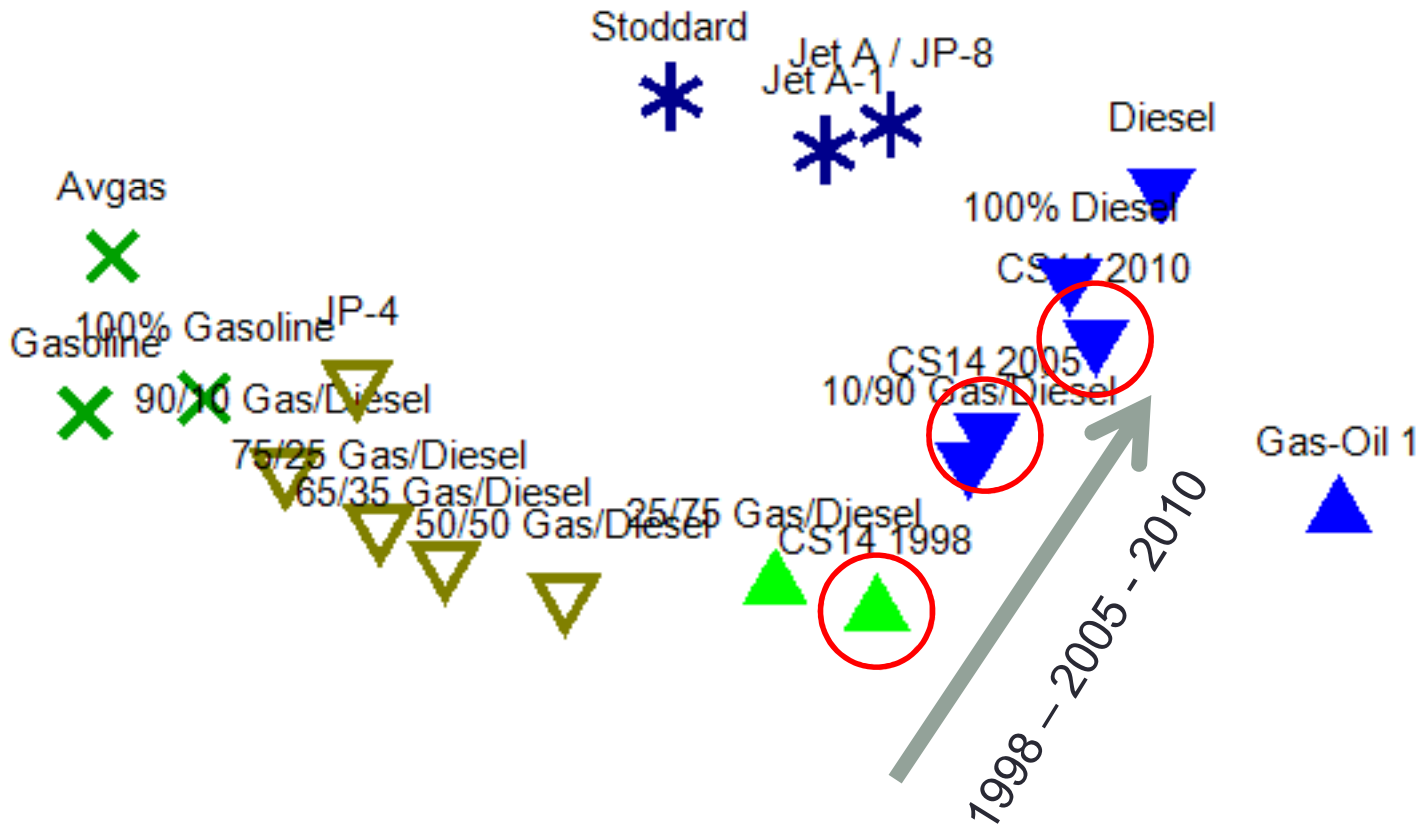 Stoddard
Jet A / JP-8
Jet A-1
Diesel
Avgas
100% Diesel
CS14 2010
JP-4
100% Gasoline
Gasoline
CS14 2005
10/90 Gas/Diesel
90/10 Gas/Diesel
Gas-Oil 1
75/25 Gas/Diesel
65/35 Gas/Diesel
25/75 Gas/Diesel
50/50 Gas/Diesel
CS14 1998
1998 – 2005 - 2010